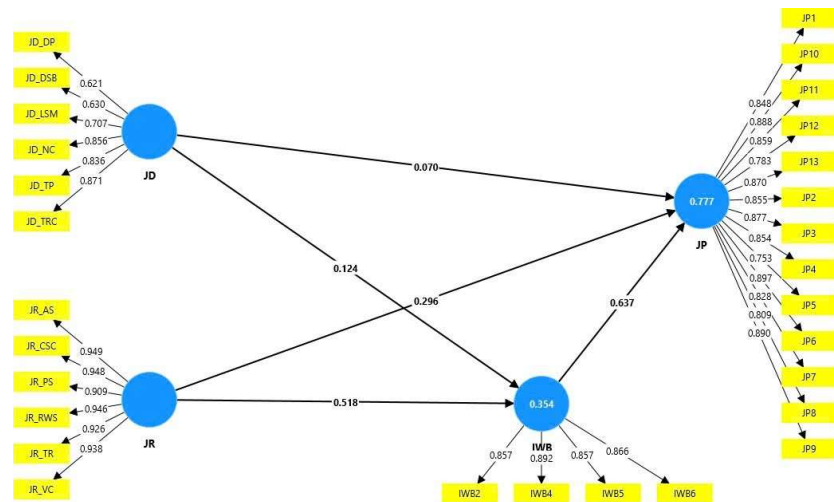 JD_DP
JD_DSB
JD_LSM
JD_NC
JD_TP
JD_TRC
0.621
0.630
0.707
0.856
0.836
0.871
JD
JR_AS
JR_CSC
JR_PS
JR_RWS
JR_TR
JR_VC
0.949
0.948
0.909
0.946
0.926
0.938
JR
0.070
0.124
0.296
0.518
0.637
0.777
JP
0.354
IWB
0.857
0.892
0.857
0.866
IWB2
IWB4
IWB5
IWB6
0.848
0.888
0.859
0.783
0.870
0.855
0.877
0.854
0.753
0.897
0.828
0.809
0.890
JP1
JP10
JP11
JP12
JP13
JP2
JP3
JP4
JP5
JP6
JP7
JP8
JP9